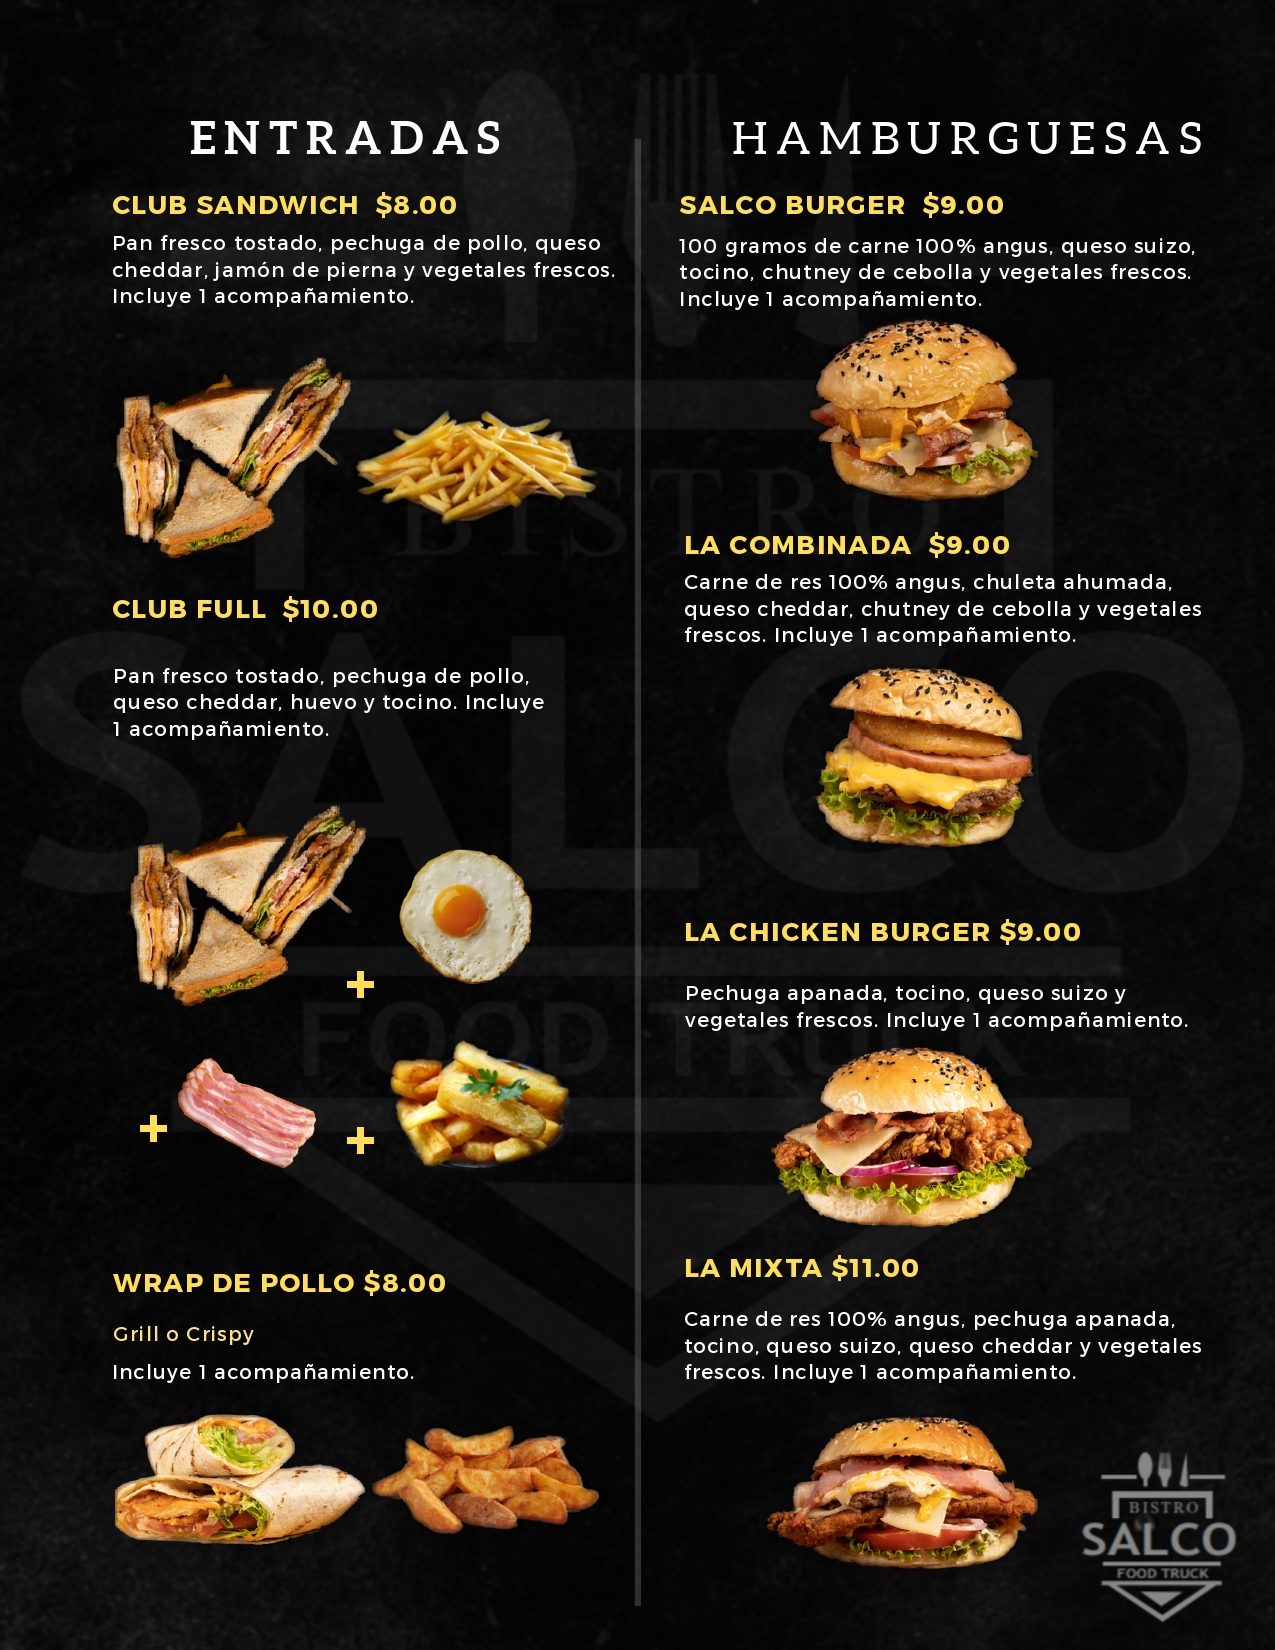 ENTRADAS
CLUB SANDWICH $8.00
Pan fresco tostado, pechuga de pollo, queso
cheddar, jamón de pierna y vegetales frescos.
Incluye 1 acompañamiento.
CLUB FULL $10.00
Pan fresco tostado, pechuga de pollo,
queso cheddar, huevo y tocino. Incluye
1 acompañamiento.
+
+
+
WRAP DE POLLO $8.00
Grill o Crispy
Incluye 1 acompañamiento.
HAMBURGUESAS
SALCO BURGER $9.00
100 gramos de carne 100% angus, queso suizo,
tocino, chutney de cebolla y vegetales frescos.
Incluye 1 acompañamiento.
LA COMBINADA $9.00
Carne de res 100% angus, chuleta ahumada,
queso cheddar, chutney de cebolla y vegetales
frescos. Incluye 1 acompañamiento.
LA CHICKEN BURGER $9.00
Pechuga apanada, tocino, queso suizo y
vegetales frescos. Incluye 1 acompañamiento.
LA MIXTA $11.00
Carne de res 100% angus, pechuga apanada,
tocino, queso suizo, queso cheddar y vegetales
frescos. Incluye 1 acompañamiento.
BISTRO
SALCO
FOOD TRUCK
BISTRO
SALCO
FOOD TRUCK